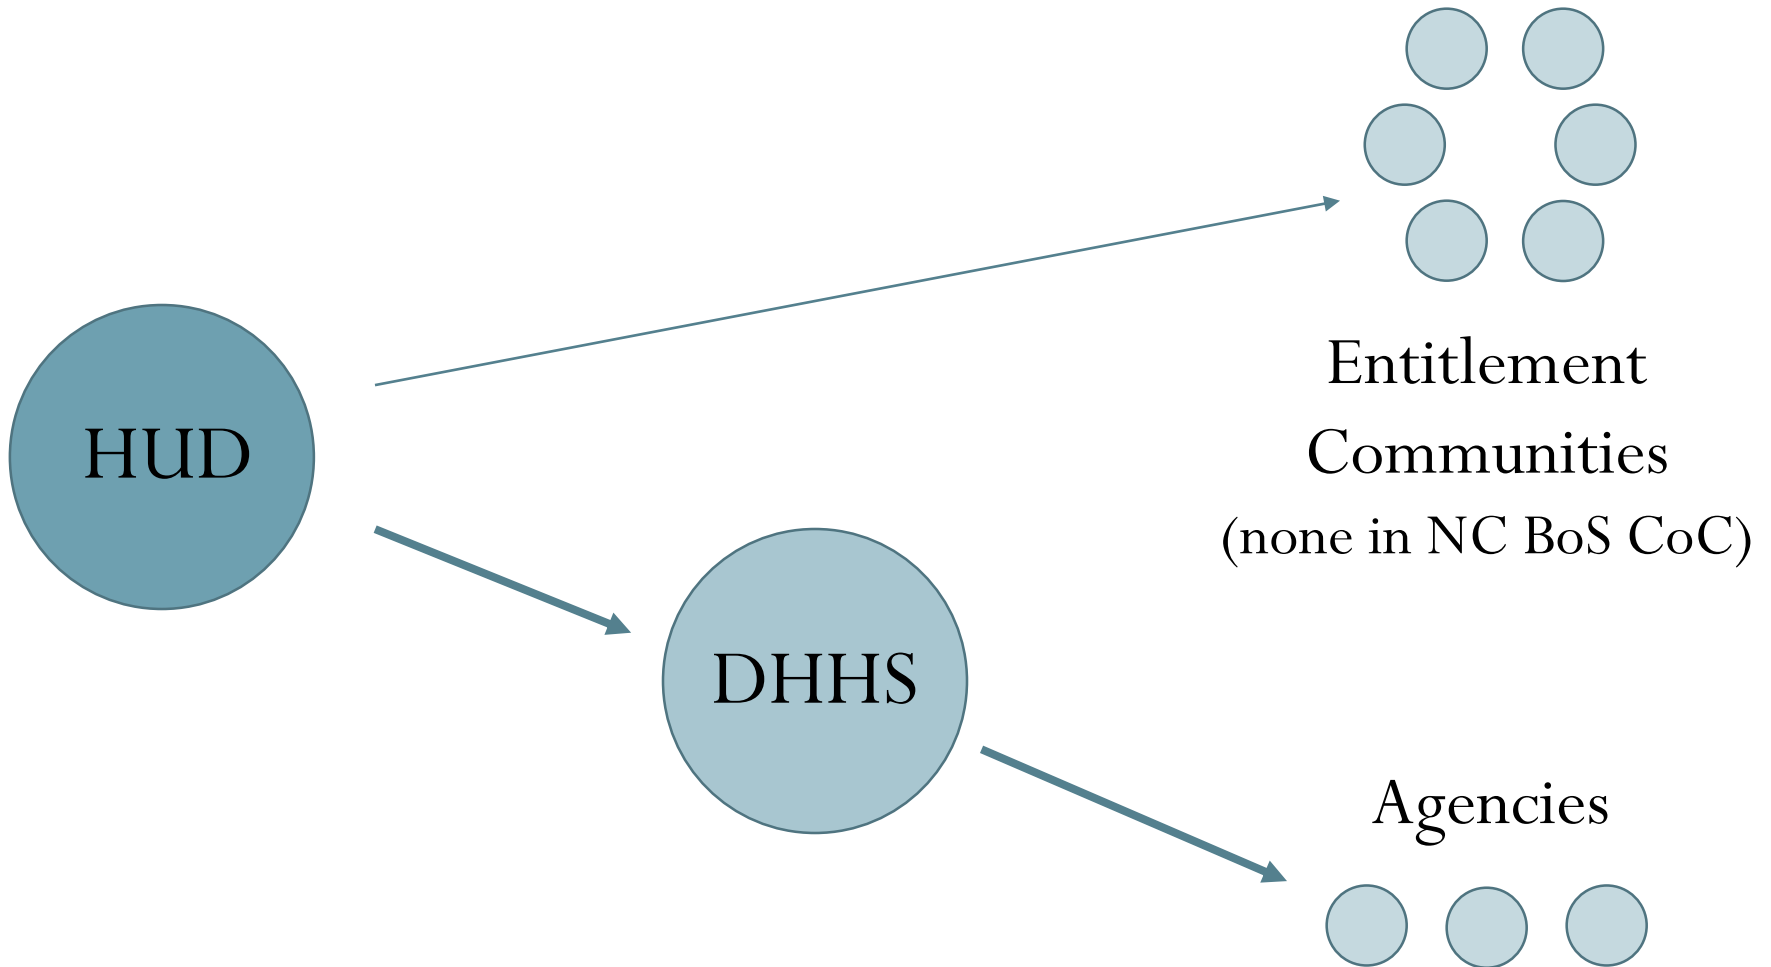 HUD
Entitlement
Communities
(none in NC BoS CoC)
DHHS
Agencies